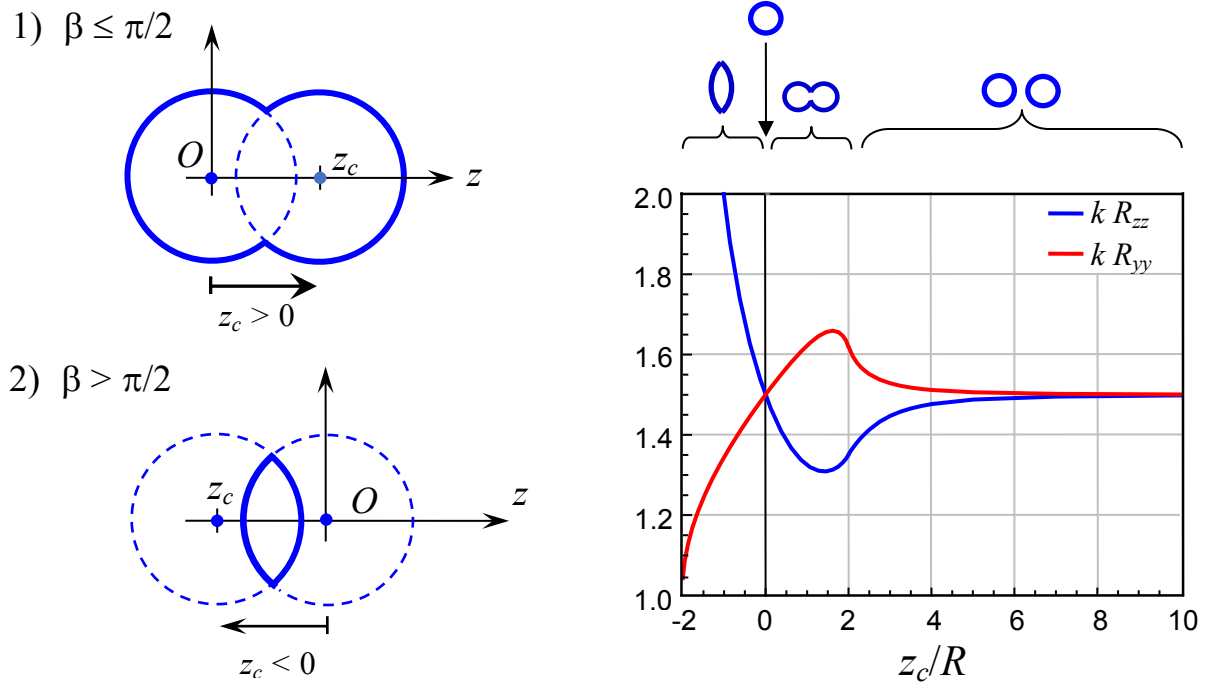 1) β ≤ π/2
O
z_c
z
z_c > 0
2) β > π/2
z_c
O
z
z_c < 0
2.0
1.8
1.6
1.4
1.2
1.0
k R_zz
k R_yy
-2 0 2 4 6 8 10
z_c/R